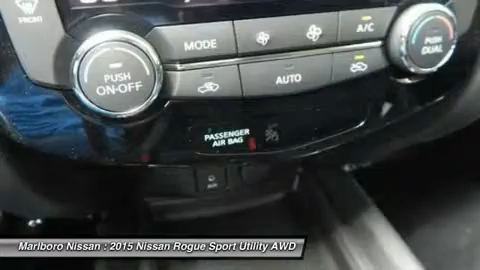 FRONT
MODE
A/C
PUSH
ON-OFF
AUTO
PUSH
DUAL
PASSENGER
AIR BAG
AUX
Marlboro Nissan : 2015 Nissan Rogue Sport Utility AWD